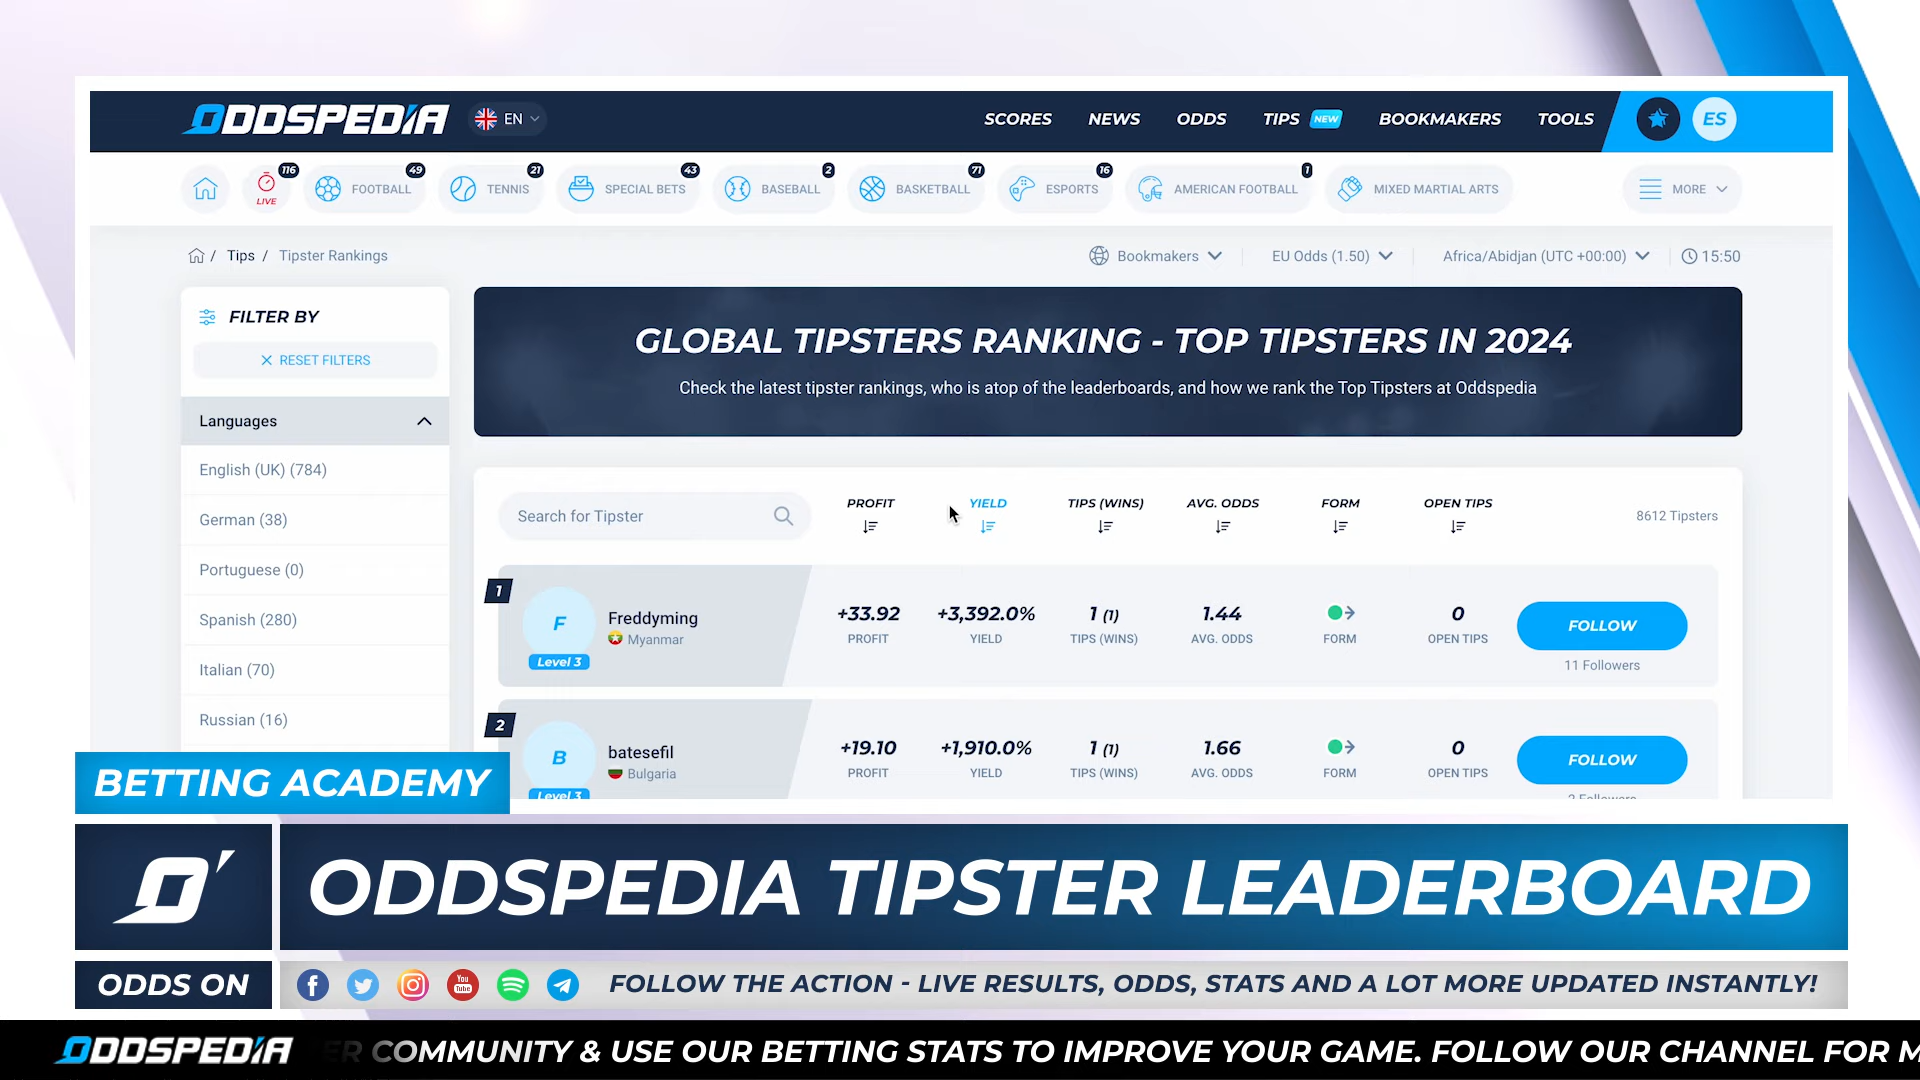 ODDSPEDIA
EN
SCORES NEWS ODDS TIPS NEW BOOKMAKERS TOOLS ES
LIVE 116
FOOTBALL 49
TENNIS 21
SPECIAL BETS 43
BASEBALL 2
BASKETBALL 71
ESPORTS 16
AMERICAN FOOTBALL 1
MIXED MARTIAL ARTS
MORE
/ Tips / Tipster Rankings
Bookmakers
EU Odds (1.50)
Africa/Abidjan (UTC +00:00)
15:50
FILTER BY
RESET FILTERS
Languages
English (UK) (784)
German (38)
Portuguese (0)
Spanish (280)
Italian (70)
Russian (16)
GLOBAL TIPSTERS RANKING - TOP TIPSTERS IN 2024
Check the latest tipster rankings, who is atop of the leaderboards, and how we rank the Top Tipsters at Oddspedia
Search for Tipster
PROFIT YIELD TIPS (WINS) AVG. ODDS FORM OPEN TIPS
8612 Tipsters
1
F
Level 3
Freddyming
Myanmar
+33.92 +3,392.0% 1 (1) 1.44 0
PROFIT YIELD TIPS (WINS) AVG. ODDS FORM OPEN TIPS
FOLLOW
11 Followers
2
B
Level 3
batesefil
Bulgaria
+19.10 +1,910.0% 1 (1) 1.66 0
PROFIT YIELD TIPS (WINS) AVG. ODDS FORM OPEN TIPS
FOLLOW
BETTING ACADEMY
ODDSPEDIA TIPSTER LEADERBOARD
ODDS ON
You Tube
FOLLOW THE ACTION - LIVE RESULTS, ODDS, STATS AND A LOT MORE UPDATED INSTANTLY!
ODDSPEDIA
ER COMMUNITY & USE OUR BETTING STATS TO IMPROVE YOUR GAME. FOLLOW OUR CHANNEL FOR M